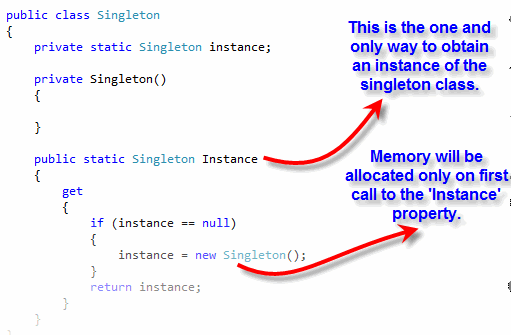 public class Singleton
{
private static Singleton instance;
private Singleton()
{
}
public static Singleton Instance
{
get
{
if (instance == null)
{
instance = new Singleton();
}
return instance;
}
}
}
This is the one and
only way to obtain
an instance of the
singleton class.
Memory will be
allocated only on first
call to the 'Instance'
property.